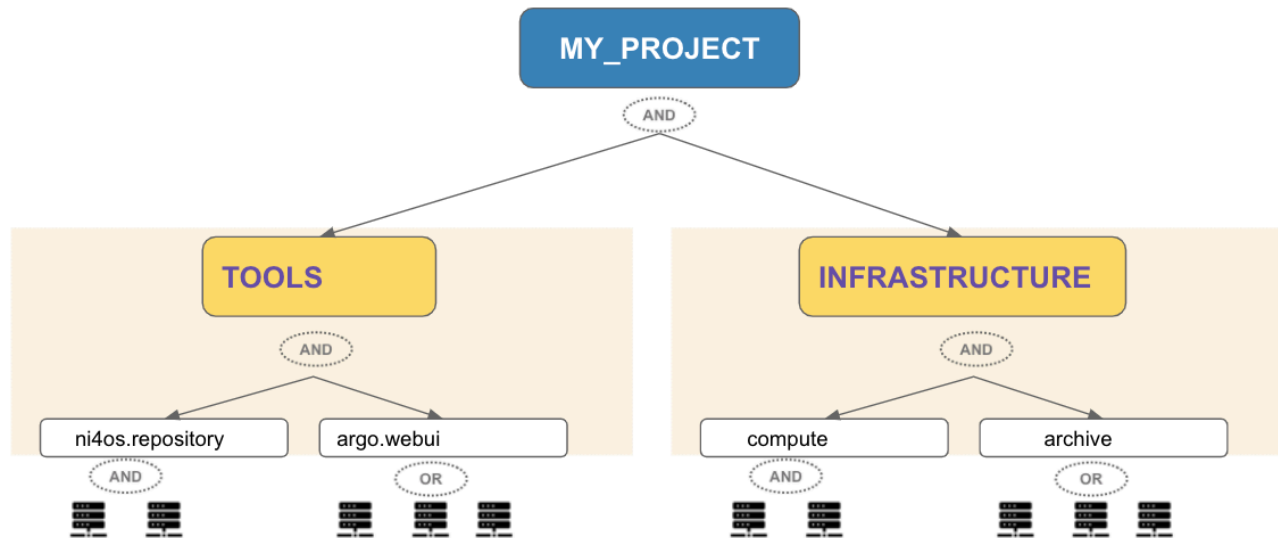 MY_PROJECT
AND
TOOLS
INFRASTRUCTURE
AND
AND
ni4os.repository
argo.webui
compute
archive
AND
OR
AND
OR